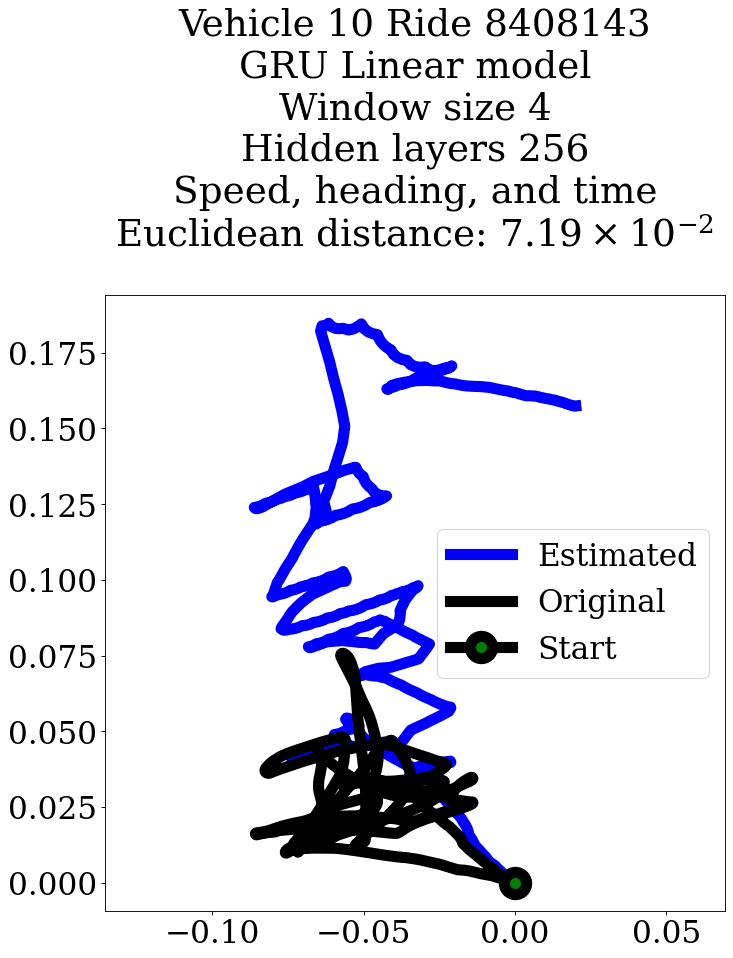 Vehicle 10 Ride 8408143
GRU Linear model
Window size 4
Hidden layers 256
Speed, heading, and time
Euclidean distance: 7.19 × 10⁻²
0.175
0.150
0.125
0.100
0.075
0.050
0.025
0.000
Estimated
Original
Start
−0.10
−0.05
0.00
0.05